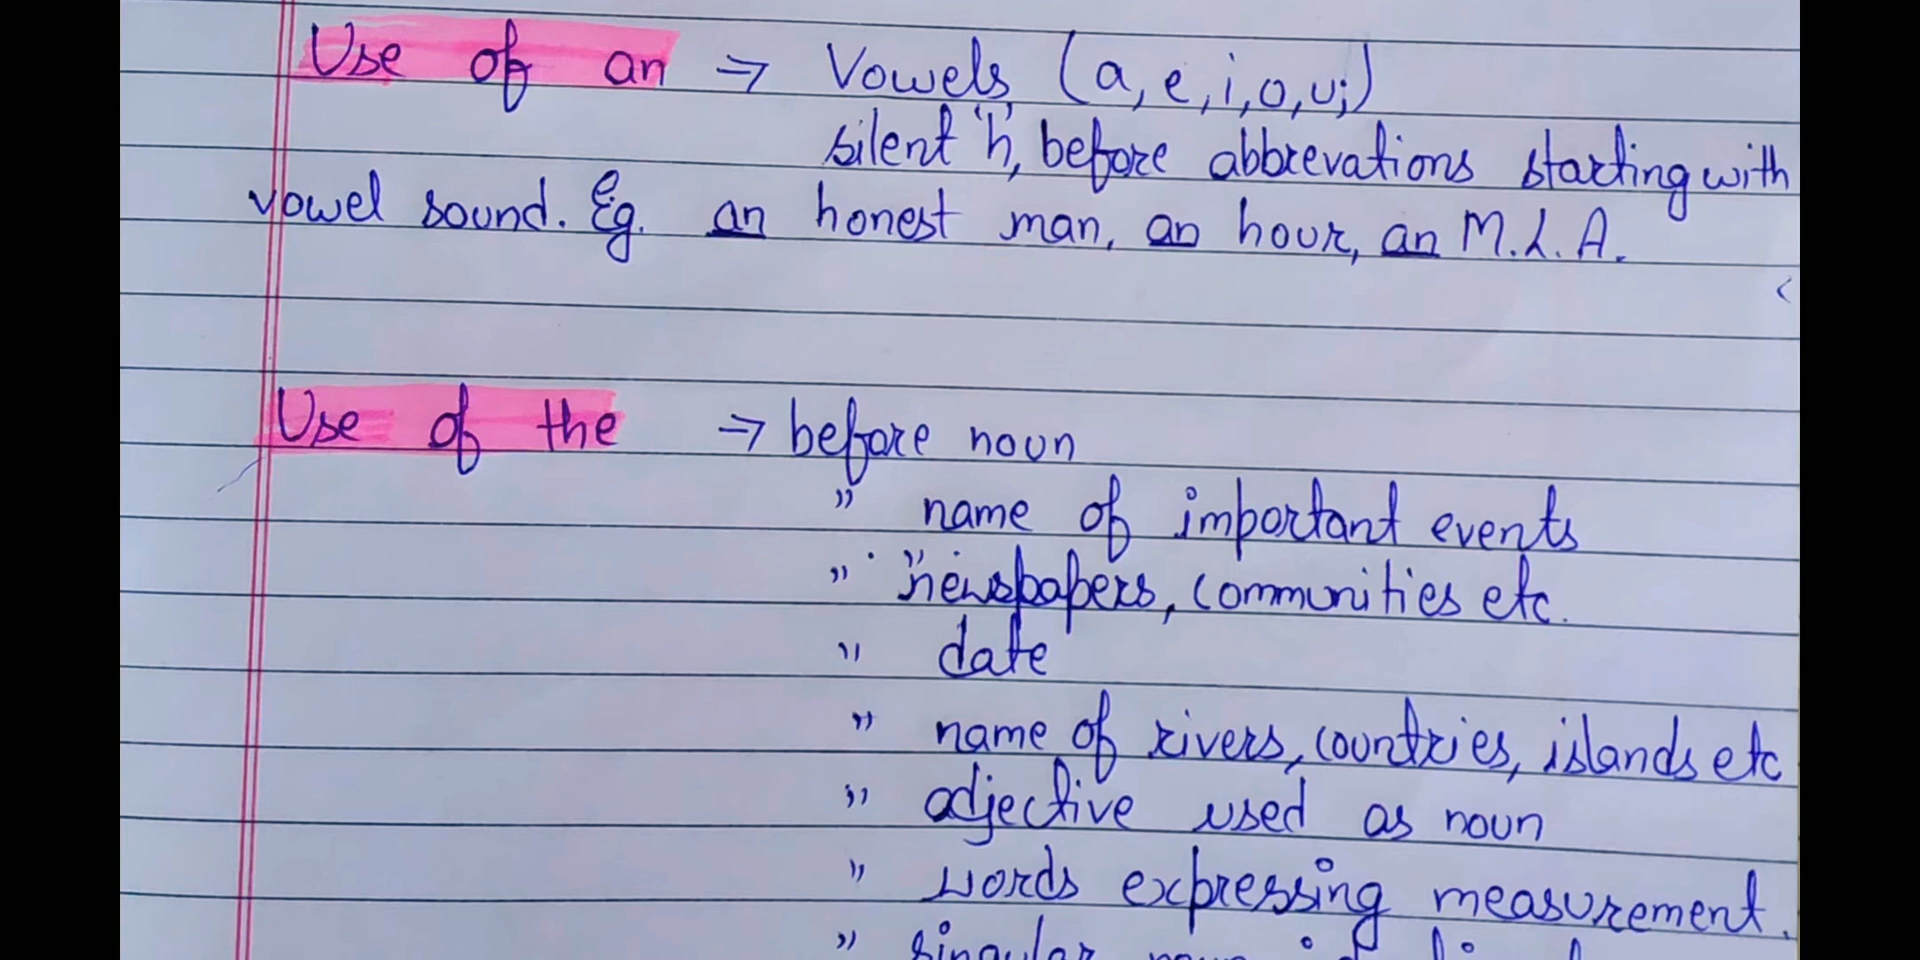 Use of an ⇒ Vowels (a, e, i, o, u;)
silent 'h', before abbrevations starting with
vowel sound. Eg. an honest man, an hour, an M.L.A.
Use of the ⇒ before noun
" name of important events
" " newspapers, communities etc.
" date
" name of rivers, countries, islands etc
" adjective used as noun
" words expressing measurement.
" singular noun